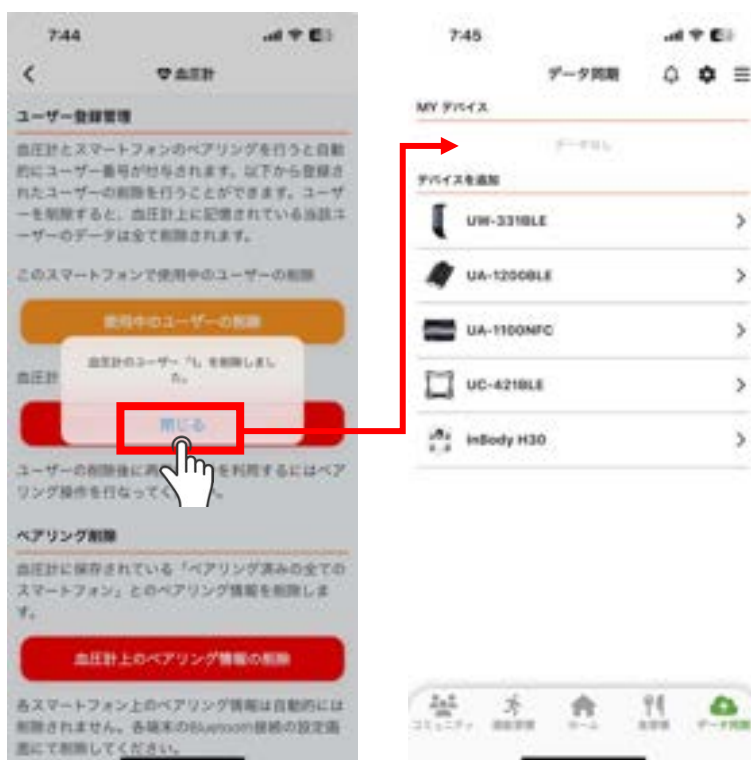 7:44
血圧計
ユーザー登録管理
血圧計とスマートフォンのペアリングを行うと自動
的にユーザー番号が付与されます。以下から登録さ
れたユーザーの削除を行うことができます。ユーザ
ーを削除すると、血圧計上に記憶されている当該ユ
ーザーのデータは全て削除されます。
このスマートフォンで使用中のユーザーの削除
使用中のユーザーの削除
血圧計のユーザー「1」を削除しまし
た。
血圧計
閉じる
ユーザーの削除後に再 を利用するにはペア
リング操作を行なってく 。
ペアリング削除
血圧計に保存されている「ペアリング済みの全ての
スマートフォン」とのペアリング情報を削除しま
す。
血圧計上のペアリング情報の削除
各スマートフォン上のペアリング情報は自動的には
削除されません。各端末のBluetooth接続の設定画
面にて削除してください。
7:45
データ同期
MY デバイス
データなし
デバイスを追加
UW-331BLE
UA-1200BLE
UA-1100NFC
UC-421BLE
InBody H30
コミュニティ
ホーム
データ同期